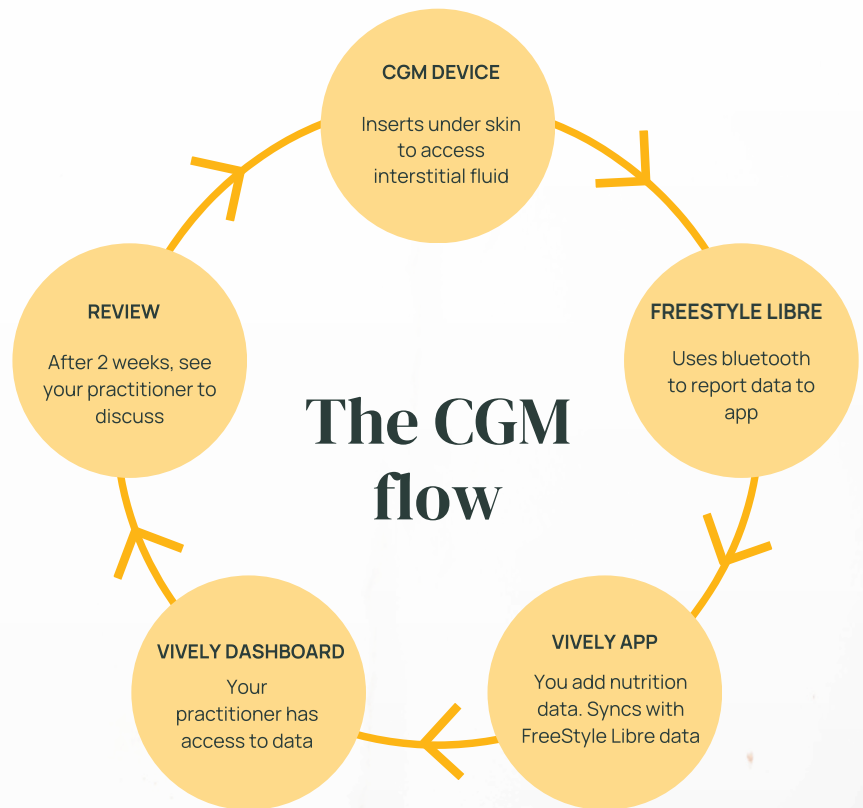 CGM DEVICE
Inserts under skin
to access
interstitial fluid
FREESTYLE LIBRE
Uses bluetooth
to report data to
app
VIVELY APP
You add nutrition
data. Syncs with
FreeStyle Libre data
VIVELY DASHBOARD
Your
practitioner has
access to data
REVIEW
After 2 weeks, see
your practitioner to
discuss
The CGM
flow